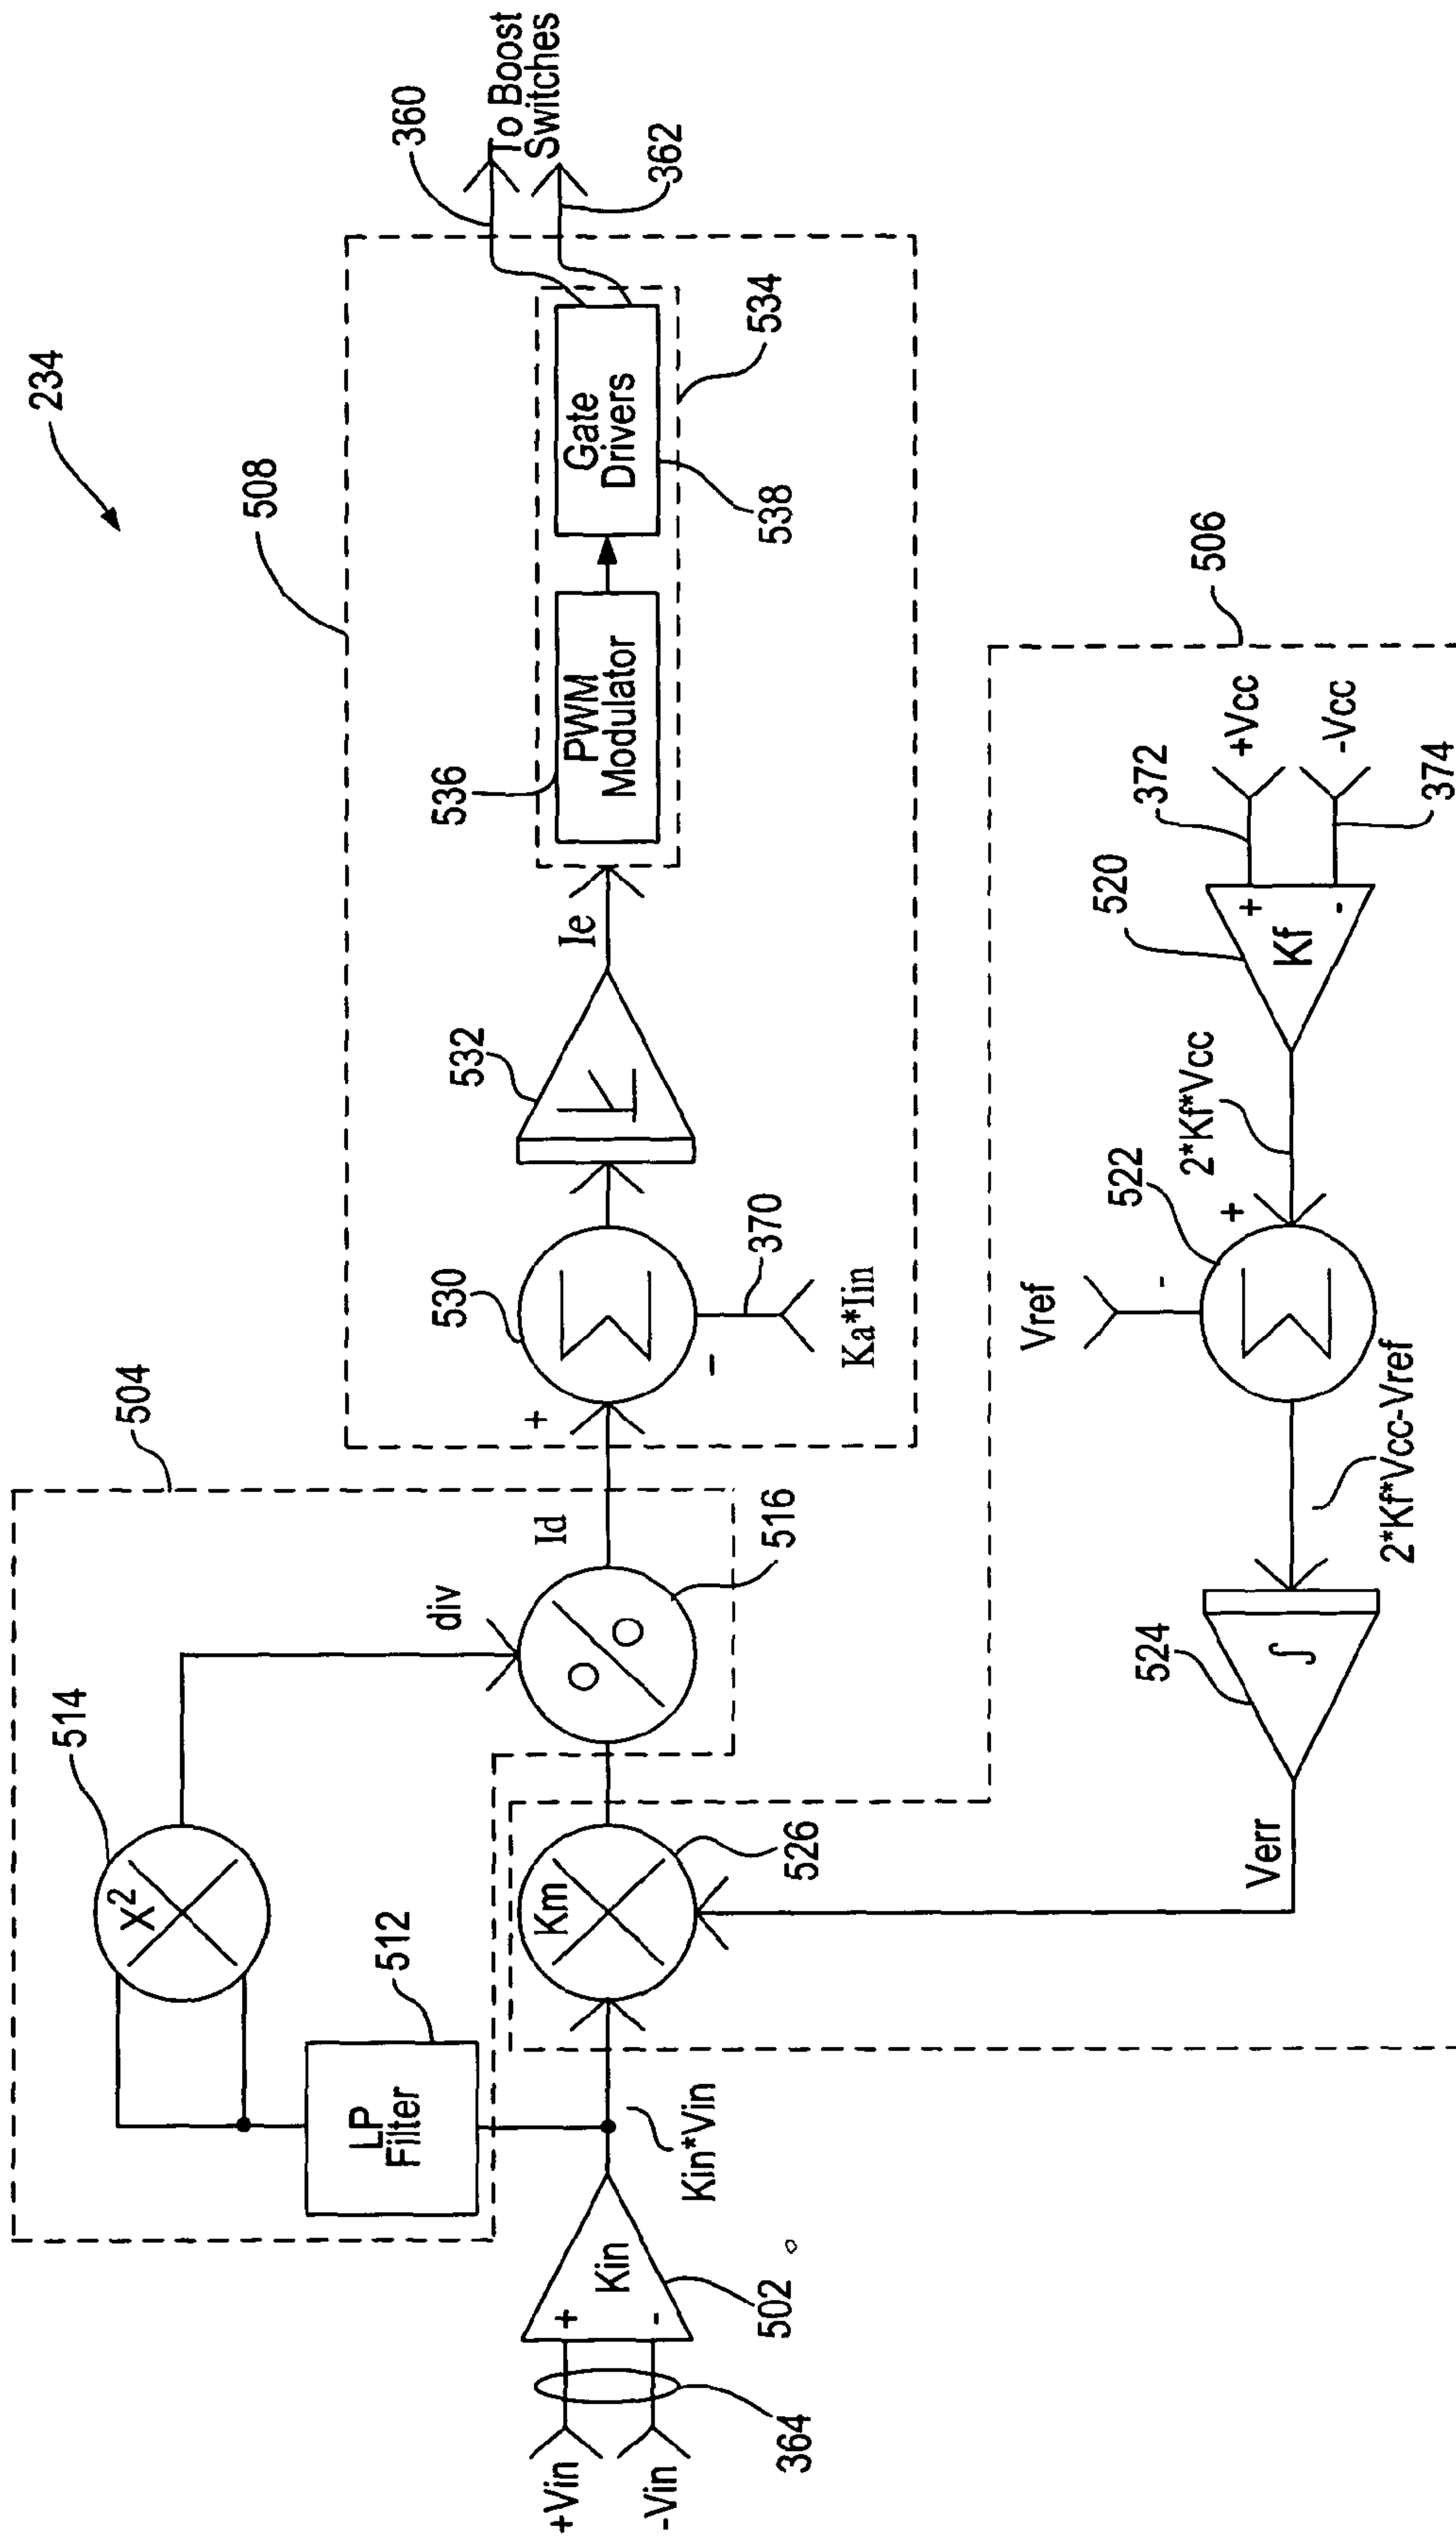 234
508
504
514
X²
512
LP
Filter
div
516
Id
Km
526
Kin*Vin
+Vin
-Vin
364
+
-
Kin
502
+
-
530
Ka*Iin
370
532
K
Ie
536
PWM
Modulator
Gate
Drivers
538
534
360
To Boost
Switches
362
506
Verr
524
∫
2*Kf*Vcc-Vref
Vref
-
522
+
2*Kf*Vcc
520
Kf
+
-
372
+Vcc
-Vcc
374